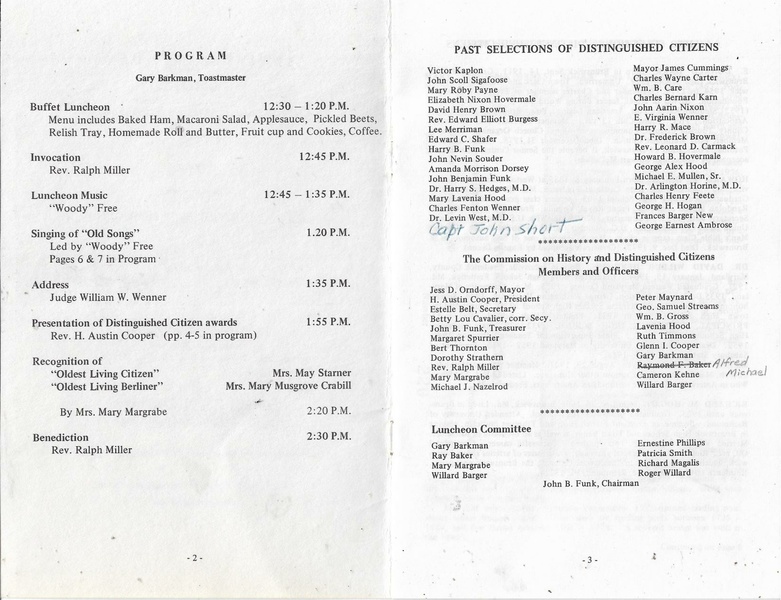 PROGRAM
Gary Barkman, Toastmaster
Buffet Luncheon 12:30 – 1:20 P.M.
Menu includes Baked Ham, Macaroni Salad, Applesauce, Pickled Beets,
Relish Tray, Homemade Roll and Butter, Fruit cup and Cookies, Coffee.
Invocation 12:45 P.M.
Rev. Ralph Miller
Luncheon Music 12:45 – 1:35 P.M.
"Woody" Free
Singing of "Old Songs" 1.20 P.M.
Led by "Woody" Free
Pages 6 & 7 in Program
Address 1:35 P.M.
Judge William W. Wenner
Presentation of Distinguished Citizen awards 1:55 P.M.
Rev. H. Austin Cooper (pp. 4-5 in program)
Recognition of
"Oldest Living Citizen" Mrs. May Starner
"Oldest Living Berliner" Mrs. Mary Musgrove Crabill
By Mrs. Mary Margrabe 2:20 P.M.
Benediction 2:30 P.M.
Rev. Ralph Miller
- 2 -
PAST SELECTIONS OF DISTINGUISHED CITIZENS
Victor Kaplon
John Scoll Sigafoose
Mary Roby Payne
Elizabeth Nixon Hovermale
David Henry Brown
Rev. Edward Elliott Burgess
Lee Merriman
Edward C. Shafer
Harry B. Funk
John Nevin Souder
Amanda Morrison Dorsey
John Benjamin Funk
Dr. Harry S. Hedges, M.D.
Mary Lavenia Hood
Charles Fenton Wenner
Dr. Levin West, M.D.
Capt John Short
Mayor James Cummings
Charles Wayne Carter
Wm. B. Care
Charles Bernard Karn
John Aarin Nixon
E. Virginia Wenner
Harry R. Mace
Dr. Frederick Brown
Rev. Leonard D. Carmack
Howard B. Hovermale
George Alex Hood
Michael E. Mullen, Sr.
Dr. Arlington Horine, M.D.
Charles Henry Feete
George H. Hogan
Frances Barger New
George Earnest Ambrose
********************
The Commission on History and Distinguished Citizens
Members and Officers
Jess D. Orndorff, Mayor
H. Austin Cooper, President
Estelle Belt, Secretary
Betty Lou Cavalier, corr. Secy.
John B. Funk, Treasurer
Margaret Spurrier
Bert Thornton
Dorothy Strathern
Rev. Ralph Miller
Mary Margrabe
Michael J. Nazelrod
Peter Maynard
Geo. Samuel Streams
Wm. B. Gross
Lavenia Hood
Ruth Timmons
Glenn I. Cooper
Gary Barkman
Raymond F. Baker Alfred
Michael
Cameron Kehne
Willard Barger
********************
Luncheon Committee
Gary Barkman
Ray Baker
Mary Margrabe
Willard Barger
Ernestine Phillips
Patricia Smith
Richard Magalis
Roger Willard
John B. Funk, Chairman
- 3 -